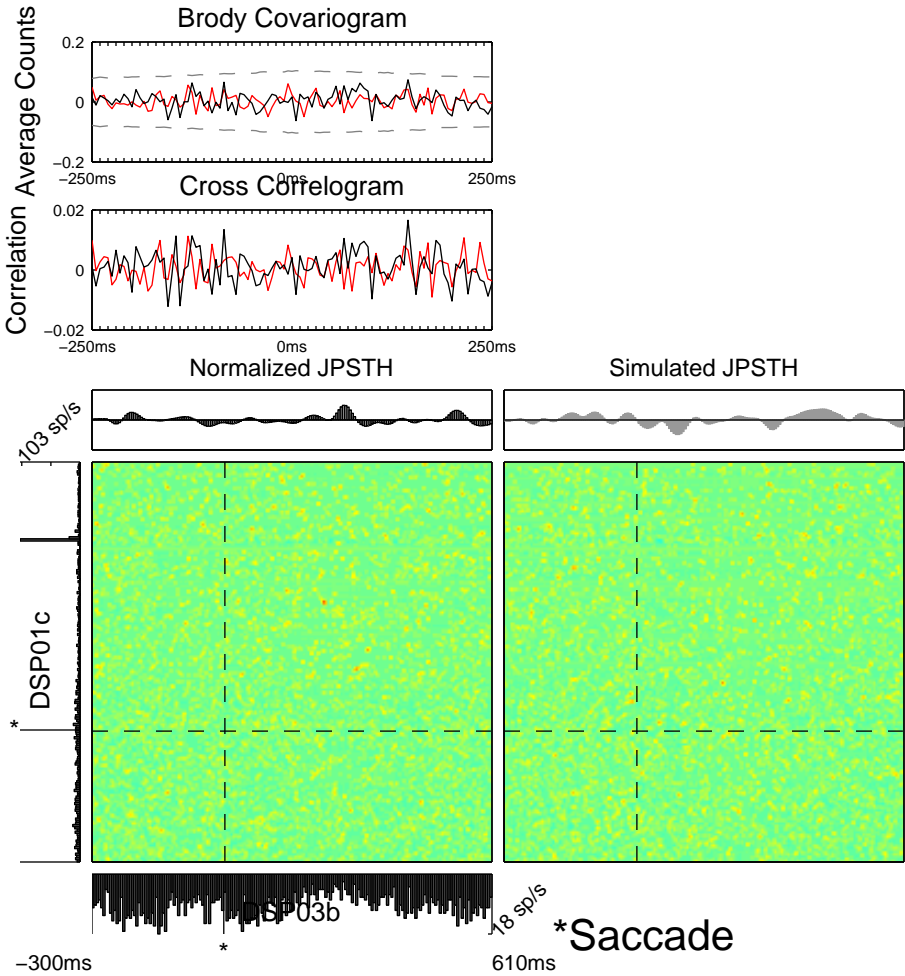 Brody Covariogram
Average Counts
0.2
0
−0.2
−250ms
0ms
250ms
Cross Correlogram
Correlation
0.02
0
−0.02
−250ms
0ms
250ms
Normalized JPSTH
Simulated JPSTH
103 sp/s
DSP01c
*
DSP03b
18 sp/s
*
*Saccade
−300ms
610ms